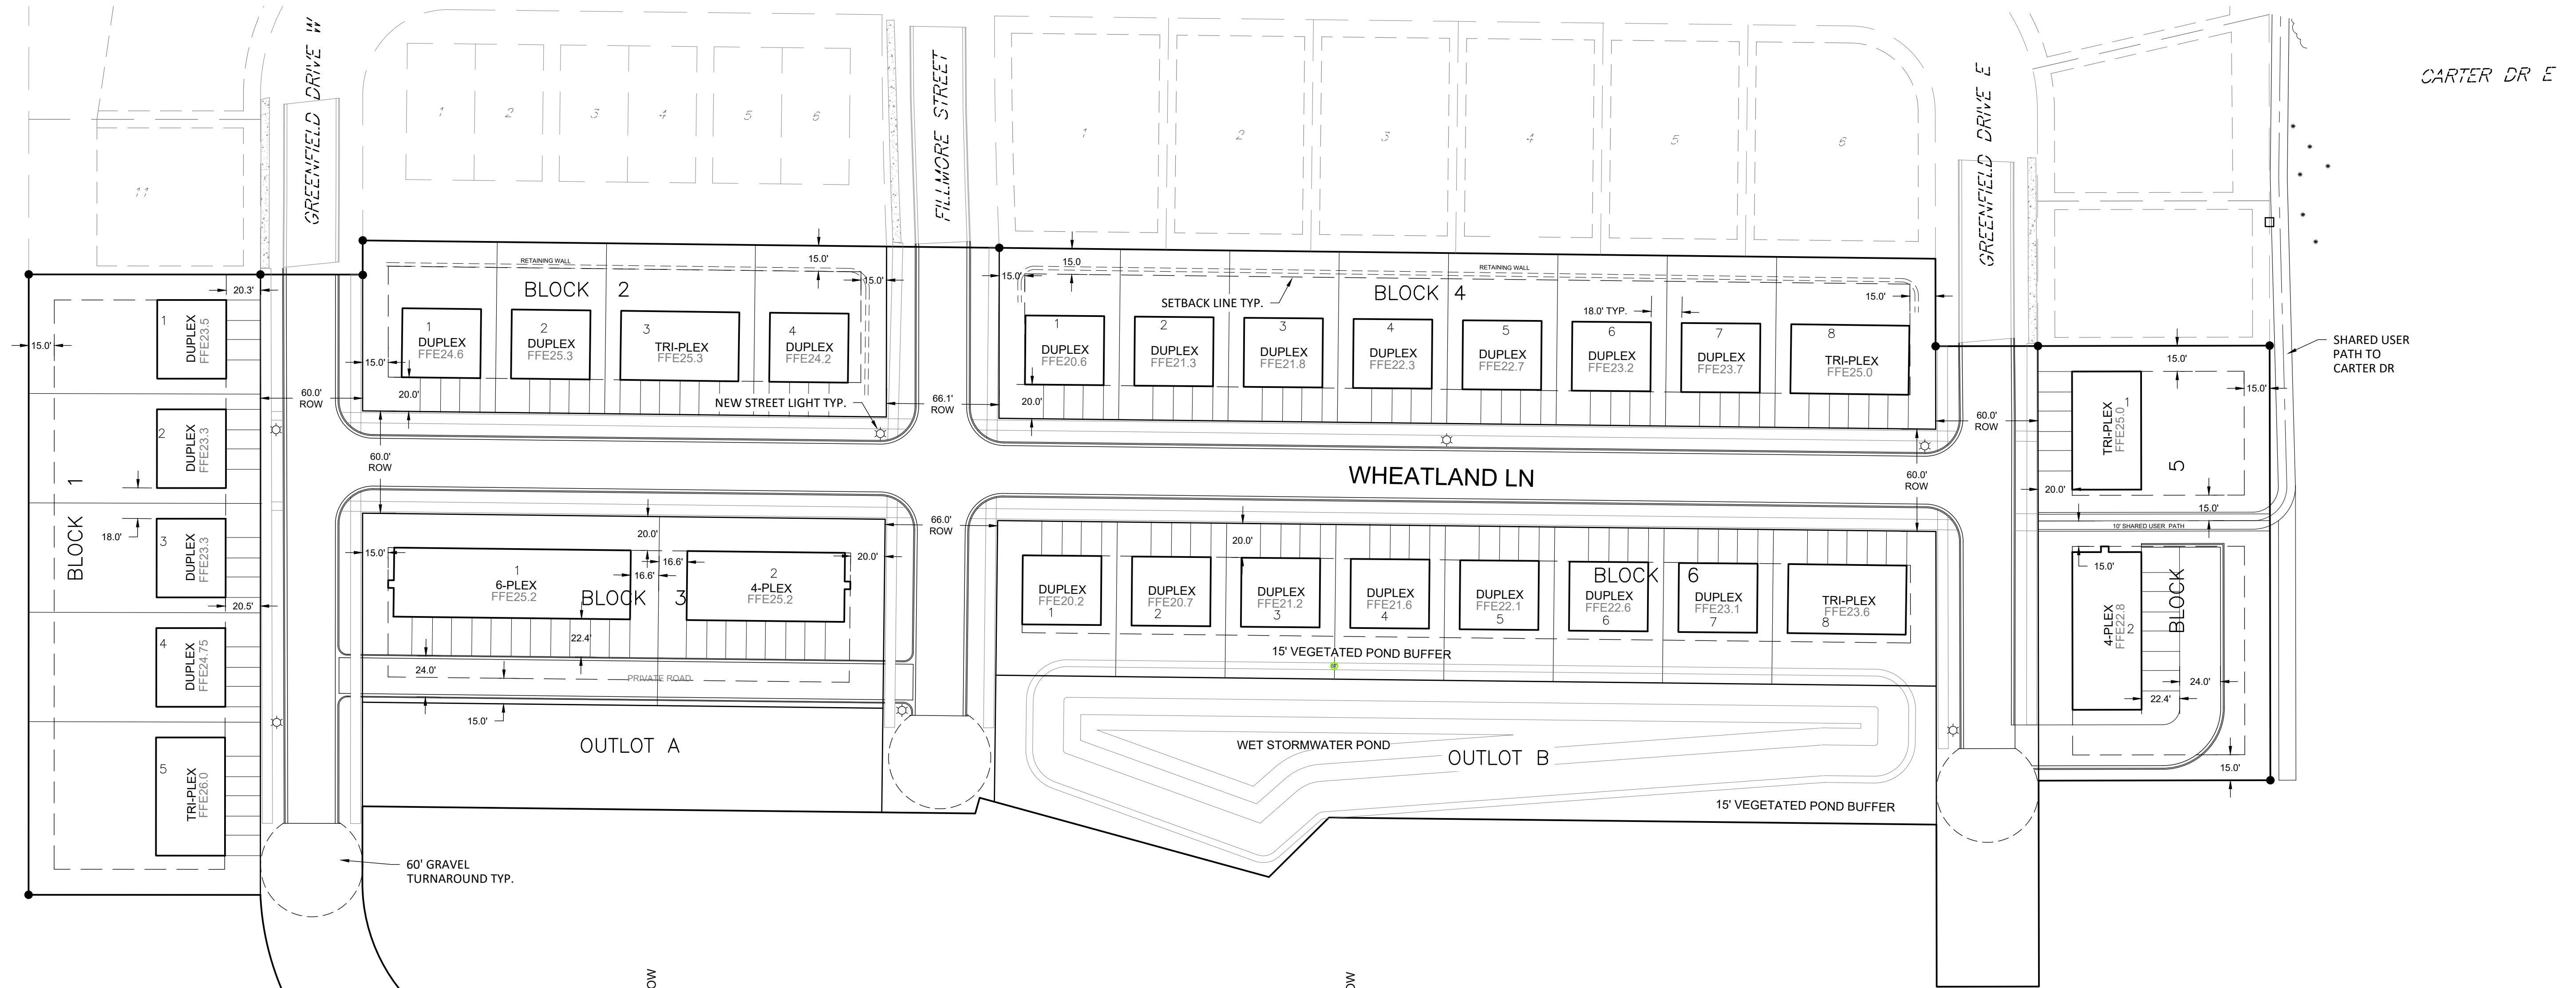 GREENFIELD DRIVE W
FILLMORE STREET
GREENFIELD DRIVE E
CARTER DR E
11
1
2
3
4
5
6
1
2
3
4
5
6
BLOCK 1
15.0'
20.3'
1
DUPLEX
FFE23.5
2
DUPLEX
FFE23.3
18.0'
3
DUPLEX
FFE23.3
20.5'
4
DUPLEX
FFE24.75
5
TRI-PLEX
FFE26.0
60.0'
ROW
60' GRAVEL
TURNAROUND TYP.
RETAINING WALL
15.0'
15.0'
BLOCK 2
1
DUPLEX
FFE24.6
2
DUPLEX
FFE25.3
3
TRI-PLEX
FFE25.3
4
DUPLEX
FFE24.2
15.0'
20.0'
NEW STREET LIGHT TYP.
66.1'
ROW
60.0'
ROW
15.0'
15.0
RETAINING WALL
SETBACK LINE TYP.
BLOCK 4
15.0'
18.0' TYP.
1
DUPLEX
FFE20.6
2
DUPLEX
FFE21.3
3
DUPLEX
FFE21.8
4
DUPLEX
FFE22.3
5
DUPLEX
FFE22.7
6
DUPLEX
FFE23.2
7
DUPLEX
FFE23.7
8
TRI-PLEX
FFE25.0
20.0'
60.0'
ROW
WHEATLAND LN
60.0'
ROW
15.0'
1
6-PLEX
FFE25.2
BLOCK 3
20.0'
16.6'
16.6'
2
4-PLEX
FFE25.2
20.0'
22.4'
24.0'
PRIVATE ROAD
15.0'
OUTLOT A
66.0'
ROW
20.0'
BLOCK 6
DUPLEX
FFE20.2
1
DUPLEX
FFE20.7
2
DUPLEX
FFE21.2
3
DUPLEX
FFE21.6
4
DUPLEX
FFE22.1
5
DUPLEX
FFE22.6
6
DUPLEX
FFE23.1
7
TRI-PLEX
FFE23.6
8
15' VEGETATED POND BUFFER
WET STORMWATER POND
OUTLOT B
15' VEGETATED POND BUFFER
SHARED USER
PATH TO
CARTER DR
15.0'
15.0'
1
TRI-PLEX
FFE25.0
20.0'
15.0'
10' SHARED USER PATH
BLOCK 5
15.0'
4-PLEX
FFE22.8
2
24.0'
22.4'
15.0'
ROW
ROW